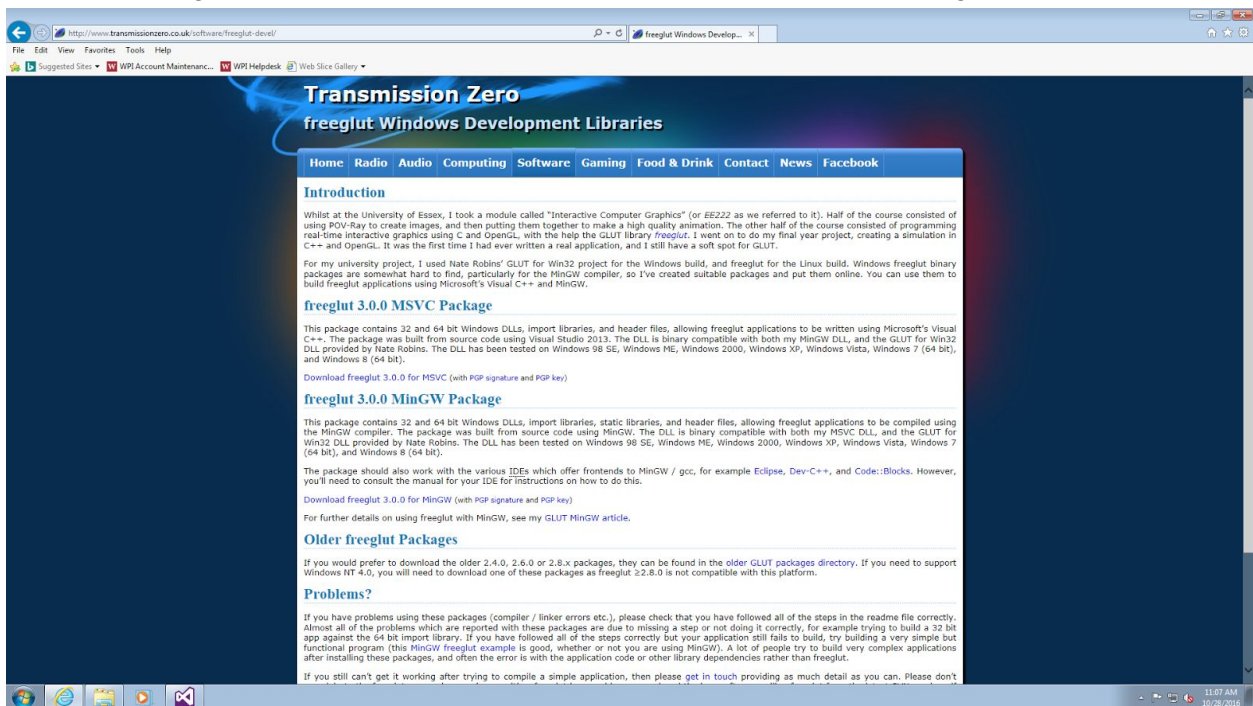 http://www.transmissionzero.co.uk/software/freeglut-devel/
freeglut Windows Develop...
File Edit View Favorites Tools Help
Suggested Sites WPI Account Maintenanc... WPI Helpdesk Web Slice Gallery
Transmission Zero
freeglut Windows Development Libraries
Home Radio Audio Computing Software Gaming Food & Drink Contact News Facebook
Introduction
Whilst at the University of Essex, I took a module called "Interactive Computer Graphics" (or EE222 as we referred to it). Half of the course consisted of
using POV-Ray to create images, and then putting them together to make a high quality animation. The other half of the course consisted of programming
real-time interactive graphics using C and OpenGL, with the help the GLUT library freeglut. I went on to do my final year project, creating a simulation in
C++ and OpenGL. It was the first time I had ever written a real application, and I still have a soft spot for GLUT.
For my university project, I used Nate Robins' GLUT for Win32 project for the Windows build, and freeglut for the Linux build. Windows freeglut binary
packages are somewhat hard to find, particularly for the MinGW compiler, so I've created suitable packages and put them online. You can use them to
build freeglut applications using Microsoft's Visual C++ and MinGW.
freeglut 3.0.0 MSVC Package
This package contains 32 and 64 bit Windows DLLs, import libraries, and header files, allowing freeglut applications to be written using Microsoft's Visual
C++. The package was built from source code using Visual Studio 2013. The DLL is binary compatible with both my MinGW DLL, and the GLUT for Win32
DLL provided by Nate Robins. The DLL has been tested on Windows 98 SE, Windows ME, Windows 2000, Windows XP, Windows Vista, Windows 7 (64 bit),
and Windows 8 (64 bit).
Download freeglut 3.0.0 for MSVC (with PGP signature and PGP key)
freeglut 3.0.0 MinGW Package
This package contains 32 and 64 bit Windows DLLs, import libraries, static libraries, and header files, allowing freeglut applications to be compiled using
the MinGW compiler. The package was built from source code using MinGW. The DLL is binary compatible with both my MSVC DLL, and the GLUT for
Win32 DLL provided by Nate Robins. The DLL has been tested on Windows 98 SE, Windows ME, Windows 2000, Windows XP, Windows Vista, Windows 7
(64 bit), and Windows 8 (64 bit).
The package should also work with the various IDEs which offer frontends to MinGW / gcc, for example Eclipse, Dev-C++, and Code::Blocks. However,
you'll need to consult the manual for your IDE for instructions on how to do this.
Download freeglut 3.0.0 for MinGW (with PGP signature and PGP key)
For further details on using freeglut with MinGW, see my GLUT MinGW article.
Older freeglut Packages
If you would prefer to download the older 2.4.0, 2.6.0 or 2.8.x packages, they can be found in the older GLUT packages directory. If you need to support
Windows NT 4.0, you will need to download one of these packages as freeglut ≥2.8.0 is not compatible with this platform.
Problems?
If you have problems using these packages (compiler / linker errors etc.), please check that you have followed all of the steps in the readme file correctly.
Almost all of the problems which are reported with these packages are due to missing a step or not doing it correctly, for example trying to build a 32 bit
app against the 64 bit import library. If you have followed all of the steps correctly but your application still fails to build, try building a very simple but
functional program (this MinGW freeglut example is good, whether or not you are using MinGW). A lot of people try to build very complex applications
after installing these packages, and often the error is with the application code or other library dependencies rather than freeglut.
If you still can't get it working after trying to compile a simple application, then please get in touch providing as much detail as you can. Please don't
11:07 AM
10/28/2016